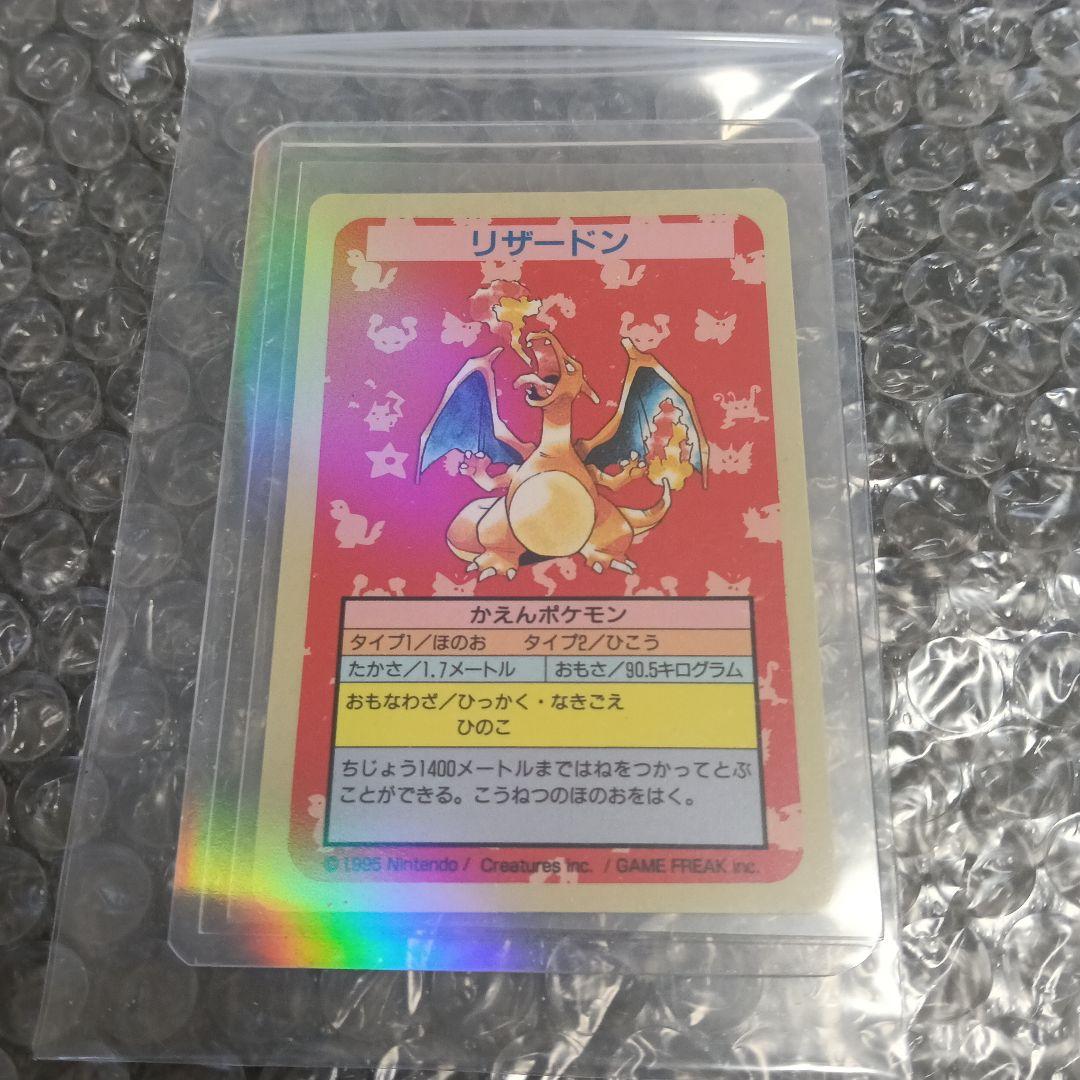 リザードン
かえんポケモン
タイプ1/ほのお　タイプ2/ひこう
たかさ/1.7メートル　おもさ/90.5キログラム
おもなわざ/ひっかく・なきごえ
ひのこ
ちじょう1400メートルまではねをつかってとぶ
ことができる。こうねつのほのおをはく。
© 1995 Nintendo / Creatures inc. / GAME FREAK inc.